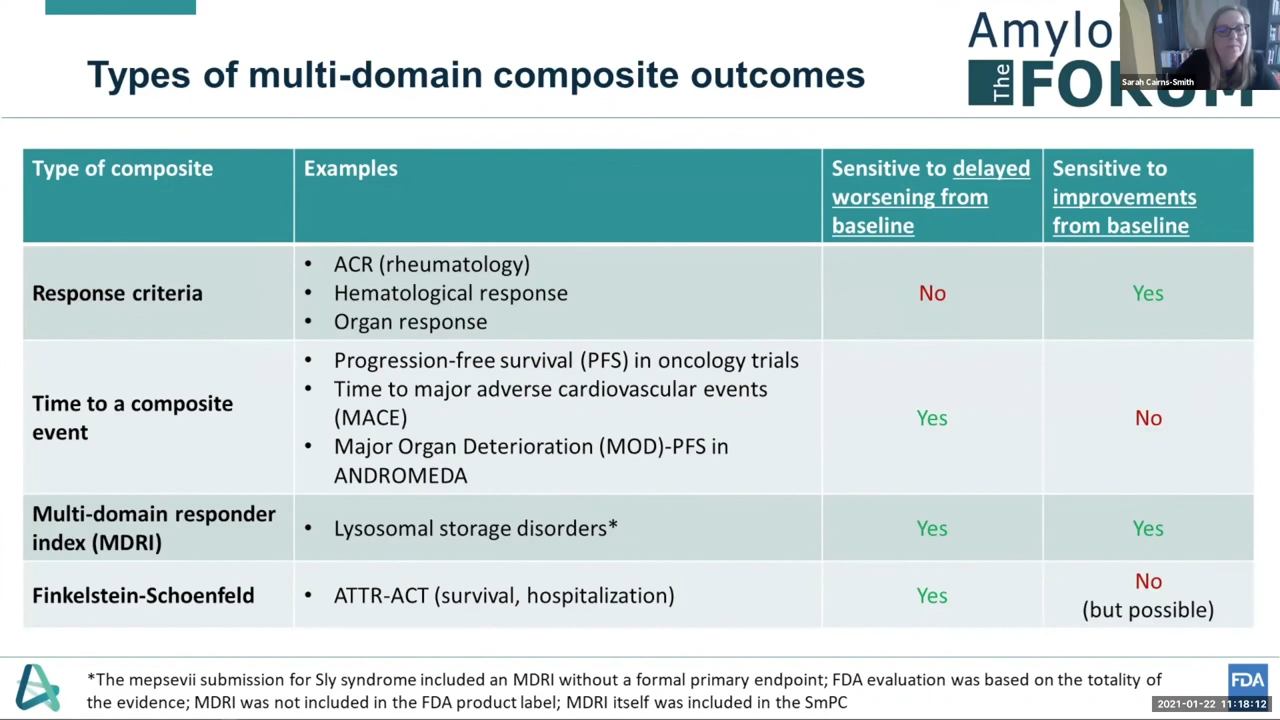 Types of multi-domain composite outcomes
Amylo
The
FORUM
Sarah Cairns-Smith
Type of composite
Examples
Sensitive to delayed
worsening from
baseline
Sensitive to
improvements
from baseline
Response criteria
• ACR (rheumatology)
• Hematological response
• Organ response
No
Yes
Time to a composite
event
• Progression-free survival (PFS) in oncology trials
• Time to major adverse cardiovascular events
(MACE)
• Major Organ Deterioration (MOD)-PFS in
ANDROMEDA
Yes
No
Multi-domain responder
index (MDRI)
• Lysosomal storage disorders*
Yes
Yes
Finkelstein-Schoenfeld
• ATTR-ACT (survival, hospitalization)
Yes
No
(but possible)
*The mepsevii submission for Sly syndrome included an MDRI without a formal primary endpoint; FDA evaluation was based on the totality of
the evidence; MDRI was not included in the FDA product label; MDRI itself was included in the SmPC
FDA
2021-01-22 11:18:12